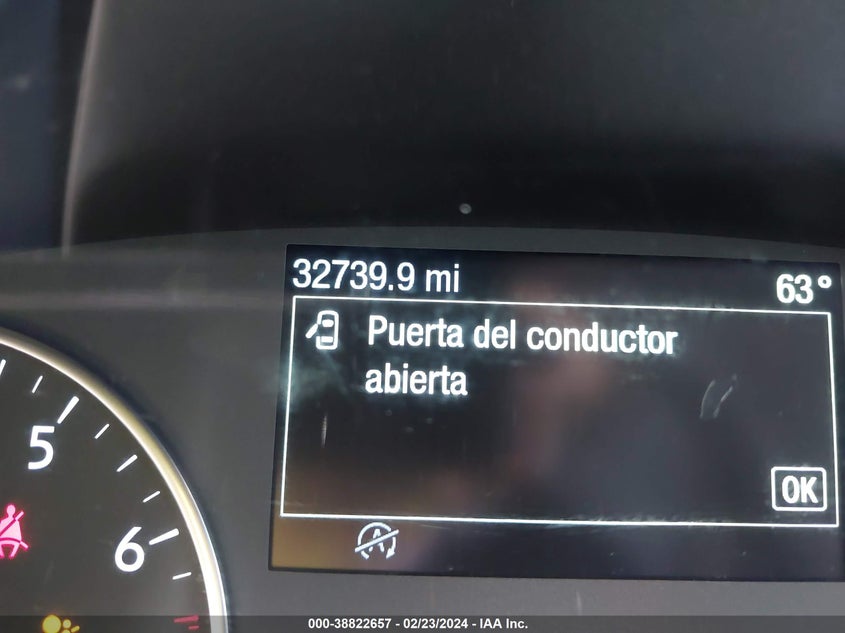 32739.9 mi
63°
Puerta del conductor
abierta
5
OK
A
6
000-38822657 - 02/23/2024 - IAA Inc.